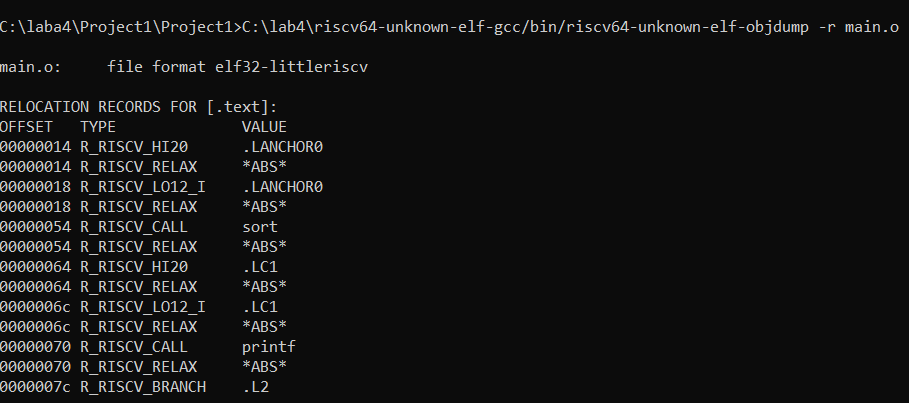 C:\laba4\Project1\Project1>C:\lab4\riscv64-unknown-elf-gcc/bin/riscv64-unknown-elf-objdump -r main.o
main.o:     file format elf32-littleriscv
RELOCATION RECORDS FOR [.text]:
OFFSET   TYPE              VALUE
00000014 R_RISCV_HI20      .LANCHOR0
00000014 R_RISCV_RELAX     *ABS*
00000018 R_RISCV_LO12_I    .LANCHOR0
00000018 R_RISCV_RELAX     *ABS*
00000054 R_RISCV_CALL      sort
00000054 R_RISCV_RELAX     *ABS*
00000064 R_RISCV_HI20      .LC1
00000064 R_RISCV_RELAX     *ABS*
0000006c R_RISCV_LO12_I    .LC1
0000006c R_RISCV_RELAX     *ABS*
00000070 R_RISCV_CALL      printf
00000070 R_RISCV_RELAX     *ABS*
0000007c R_RISCV_BRANCH    .L2